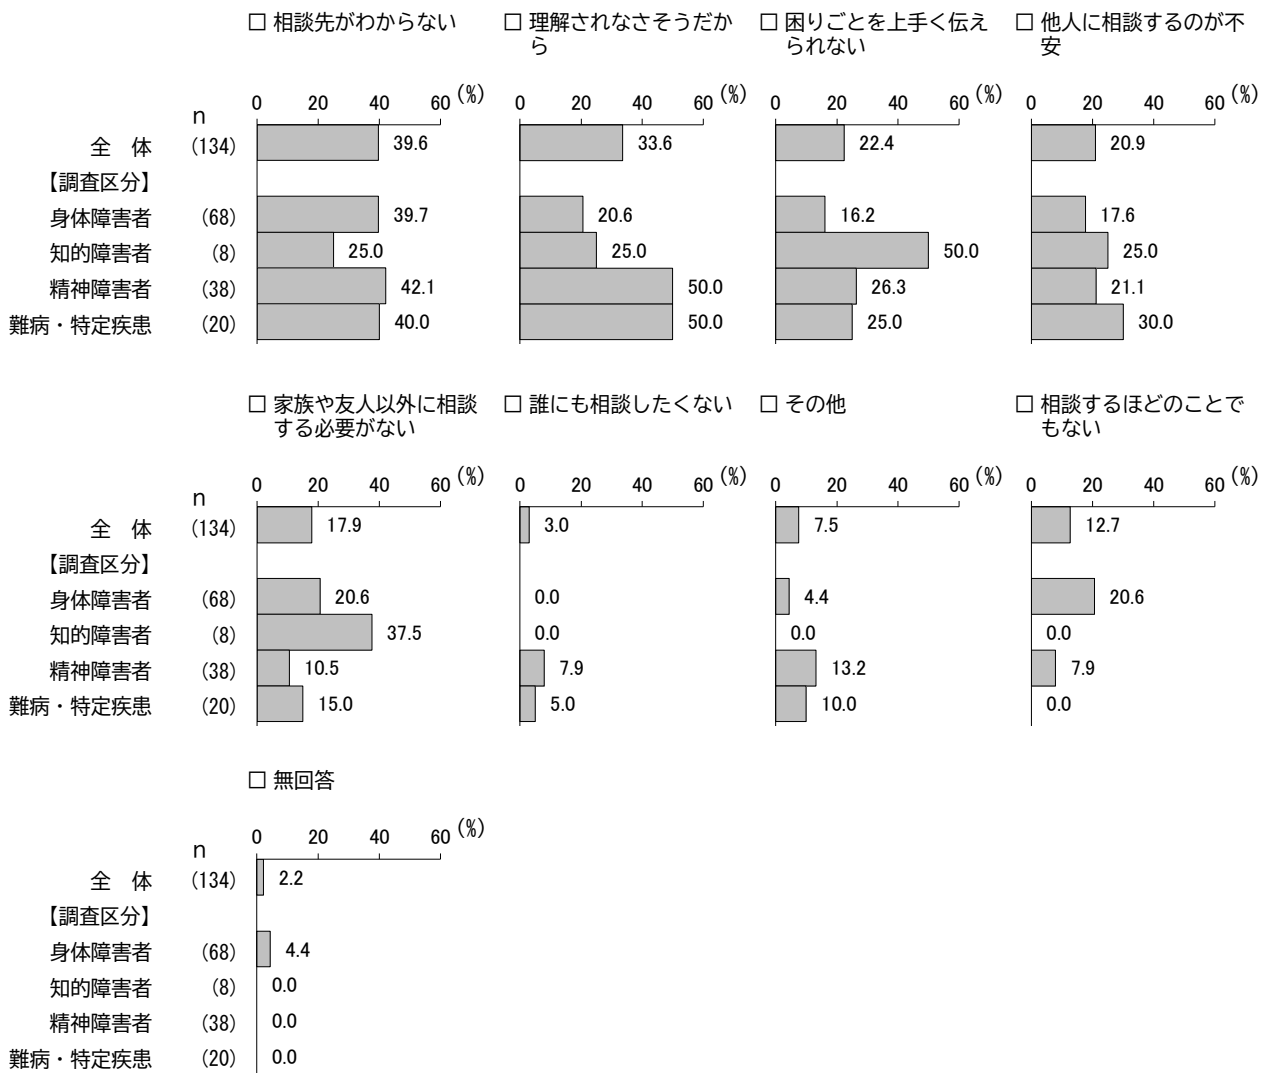 □ 相談先がわからない
□ 理解されなさそうだか
ら
□ 困りごとを上手く伝え
られない
□ 他人に相談するのが不
安
0 20 40 60 (%) 0 20 40 60 (%) 0 20 40 60 (%) 0 20 40 60 (%)
n
全　体 (134) 39.6 33.6 22.4 20.9
【調査区分】
身体障害者 (68) 39.7 20.6 16.2 17.6
知的障害者 (8) 25.0 25.0 50.0 25.0
精神障害者 (38) 42.1 50.0 26.3 21.1
難病・特定疾患 (20) 40.0 50.0 25.0 30.0
□ 家族や友人以外に相談
する必要がない
□ 誰にも相談したくない
□ その他
□ 相談するほどのことで
もない
0 20 40 60 (%) 0 20 40 60 (%) 0 20 40 60 (%) 0 20 40 60 (%)
n
全　体 (134) 17.9 3.0 7.5 12.7
【調査区分】
身体障害者 (68) 20.6 0.0 4.4 20.6
知的障害者 (8) 37.5 0.0 0.0 0.0
精神障害者 (38) 10.5 7.9 13.2 7.9
難病・特定疾患 (20) 15.0 5.0 10.0 0.0
□ 無回答
0 20 40 60 (%)
n
全　体 (134) 2.2
【調査区分】
身体障害者 (68) 4.4
知的障害者 (8) 0.0
精神障害者 (38) 0.0
難病・特定疾患 (20) 0.0